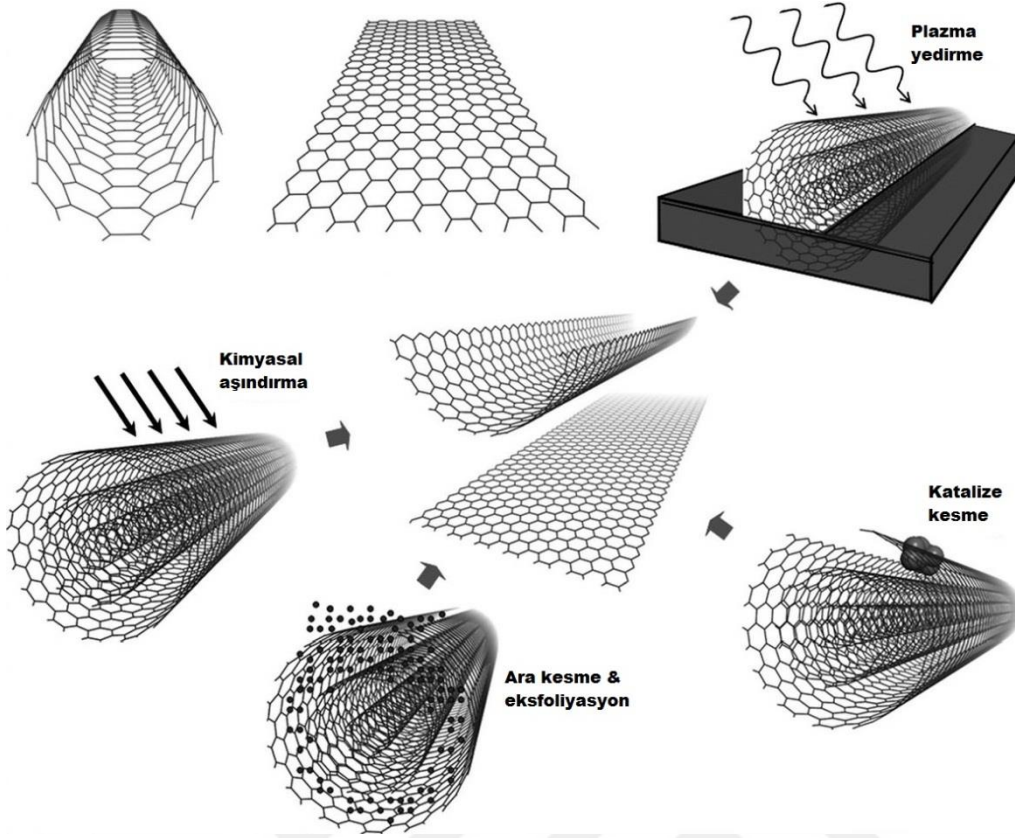 Plazma
yedirme
Kimyasal
aşındırma
Katalize
kesme
Ara kesme &
eksfoliyasyon